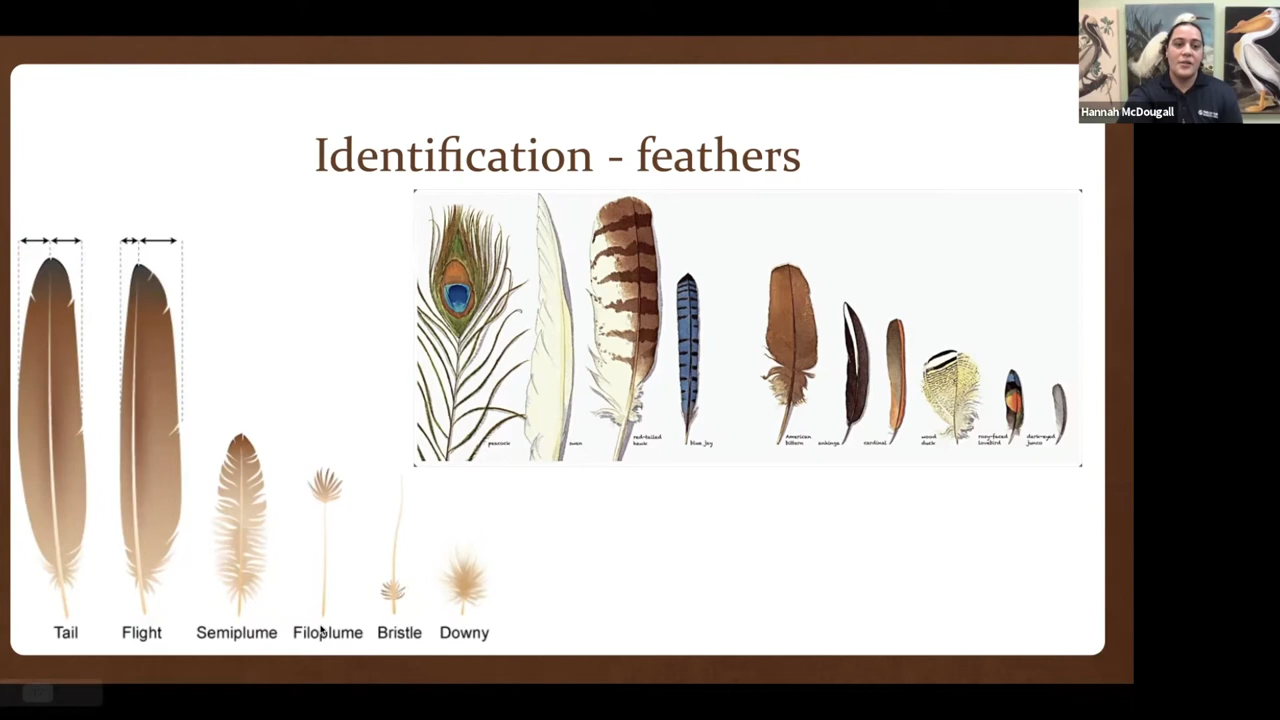 Hannah McDougall
Identification - feathers
peacock
swan
red-tailed
hawk
blue jay
American
bittern
anhinga
cardinal
wood
duck
rosy-faced
lovebird
dark-eyed
junco
Tail
Flight
Semiplume
Filoplume
Bristle
Downy